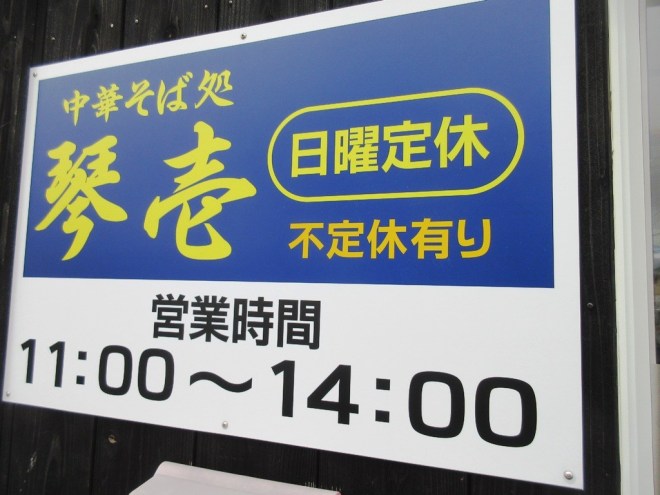 中華そば処
琴壱
日曜定休
不定休有り
営業時間
11:00～14:00